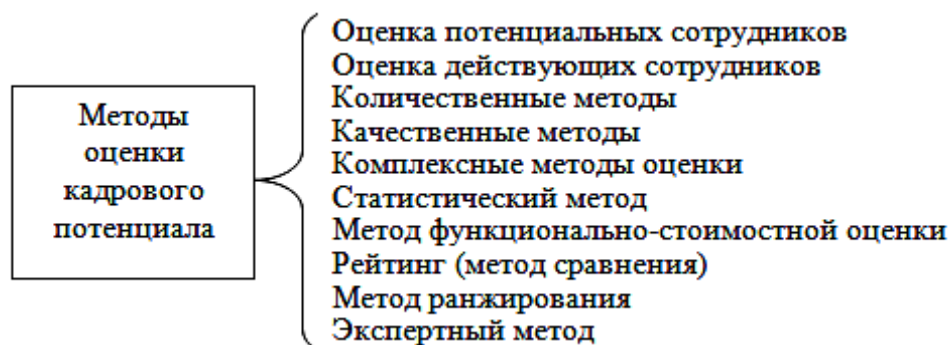 Методы
оценки
кадрового
потенциала
Оценка потенциальных сотрудников
Оценка действующих сотрудников
Количественные методы
Качественные методы
Комплексные методы оценки
Статистический метод
Метод функционально-стоимостной оценки
Рейтинг (метод сравнения)
Метод ранжирования
Экспертный метод